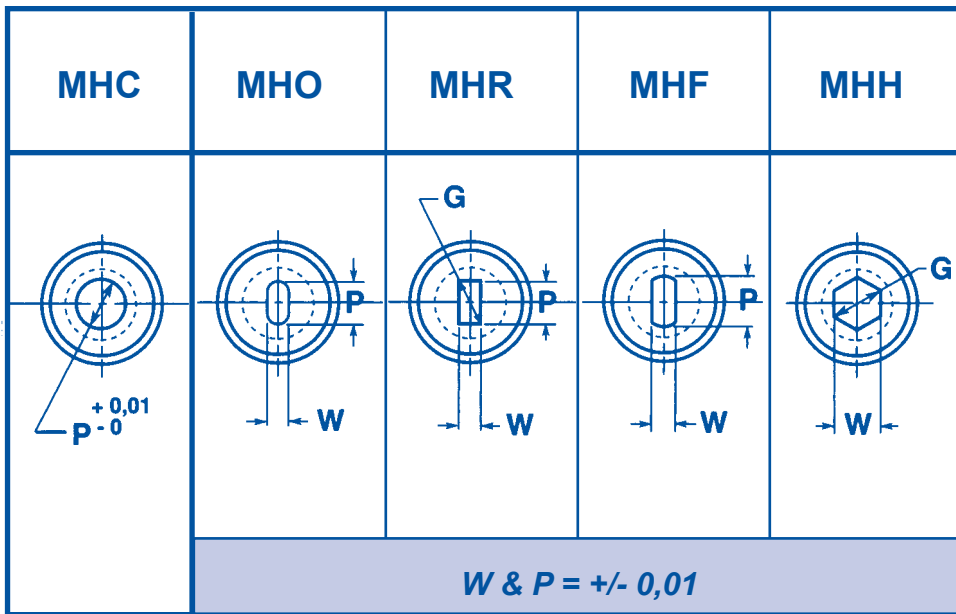 MHC MHO MHR MHF MHH
P + 0,01 - 0
P
W
G
P
W
P
W
G
W
W & P = +/- 0,01